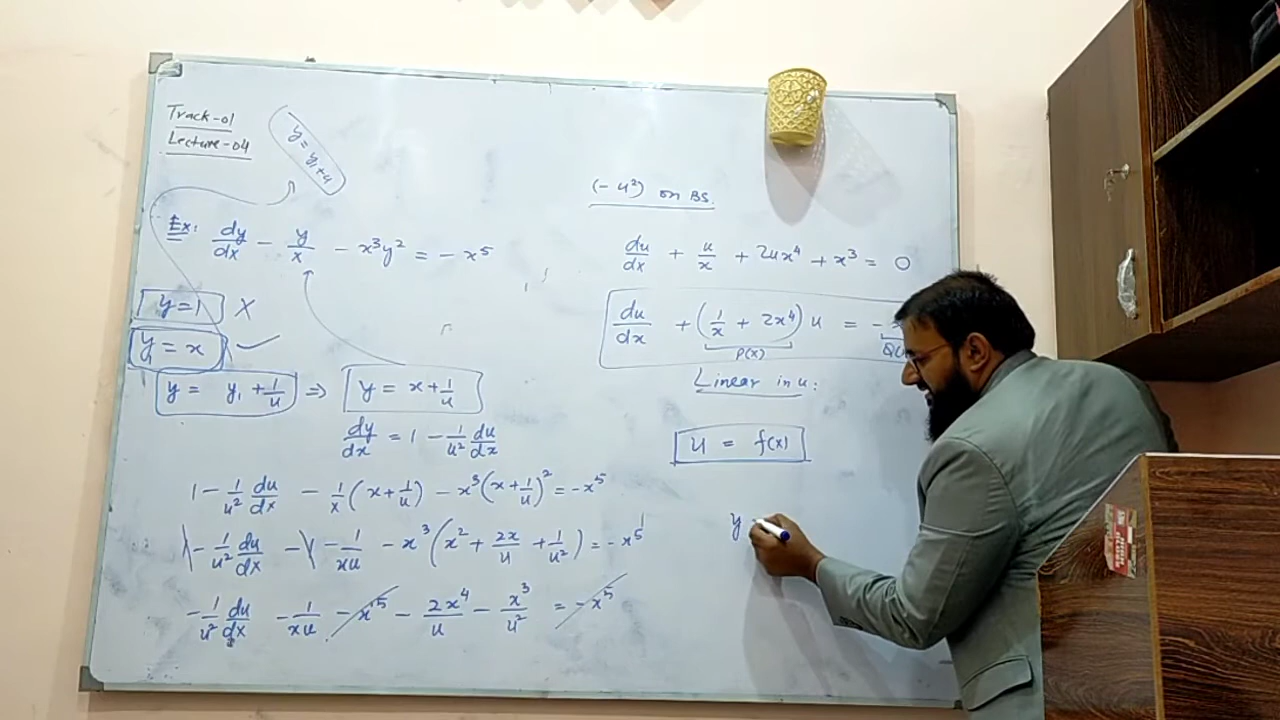 Track-01
Lecture-04
y = y₁+u
Ex: dy/dx - y/x - x³y² = - x⁵
y=1 X
y₁ = x ✓
y = y₁ + 1/u ⇒ y = x + 1/u
dy/dx = 1 - 1/u² du/dx
1 - 1/u² du/dx - 1/x (x + 1/u) - x³(x + 1/u)² = -x⁵
1 - 1/u² du/dx - 1 - 1/xu - x³(x² + 2x/u + 1/u²) = -x⁵
- 1/u² du/dx - 1/xu - x⁵ - 2x⁴/u - x³/u² = - x⁵
(- u²) on BS.
du/dx + u/x + 2ux⁴ + x³ = 0
du/dx + (1/x + 2x⁴) u = -
P(x)
Linear in u:
u = f(x)
y